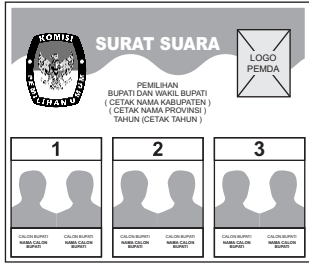 KOMISI
PEMILIHAN UMUM
SURAT SUARA
LOGO
PEMDA
PEMILIHAN
BUPATI DAN WAKIL BUPATI
( CETAK NAMA KABUPATEN )
( CETAK NAMA PROVINSI )
TAHUN (CETAK TAHUN )
1
2
3
CALON BUPATI CALON BUPATI
NAMA CALON BUPATI NAMA CALON BUPATI
CALON BUPATI CALON BUPATI
NAMA CALON BUPATI NAMA CALON BUPATI
CALON BUPATI CALON BUPATI
NAMA CALON BUPATI NAMA CALON BUPATI